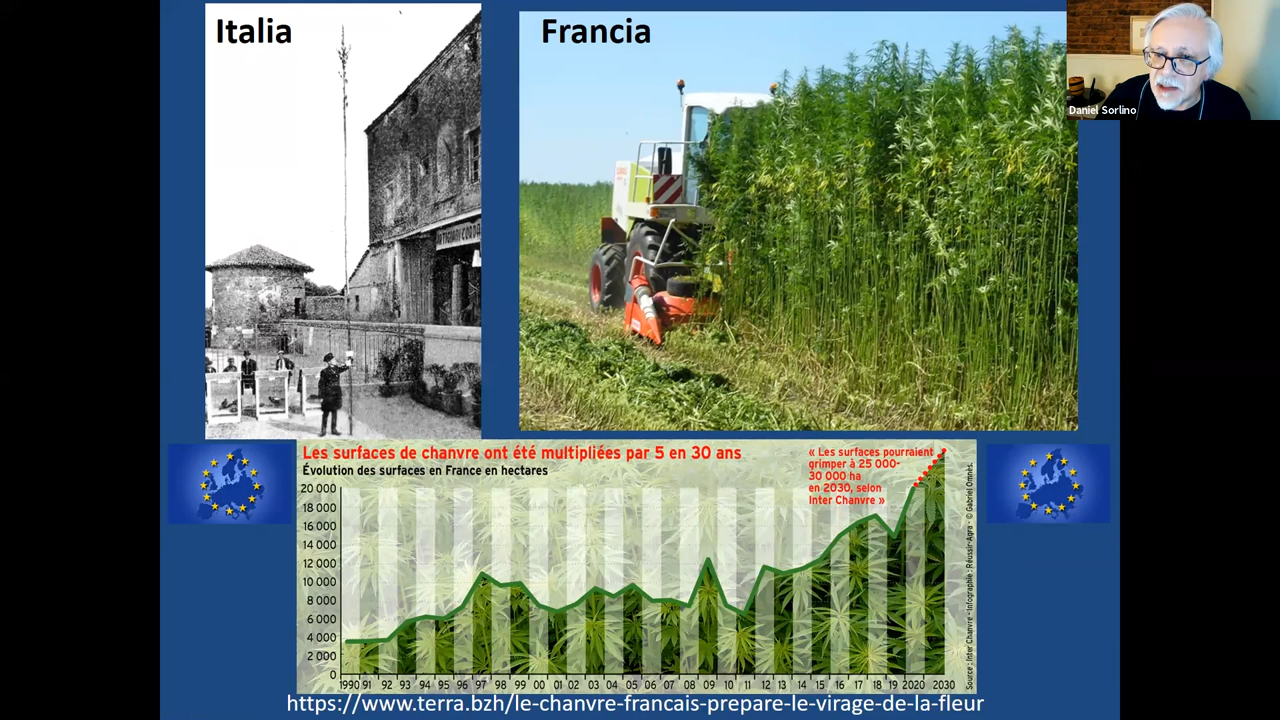 Italia
Francia
Daniel Sorlino
Les surfaces de chanvre ont été multipliées par 5 en 30 ans
Évolution des surfaces en France en hectares
« Les surfaces pourraient
grimper à 25 000-
30 000 ha
en 2030, selon
Inter Chanvre »
20 000
18 000
16 000
14 000
12 000
10 000
8 000
6 000
4 000
2 000
0
1990 91 92 93 94 95 96 97 98 99 00 01 02 03 04 05 06 07 08 09 10 11 12 13 14 15 16 17 18 19 2020 2030
Source : Inter Chanvre - Infographie : Réussir-Agra - © Gabriel Omnès.
https://www.terra.bzh/le-chanvre-francais-prepare-le-virage-de-la-fleur